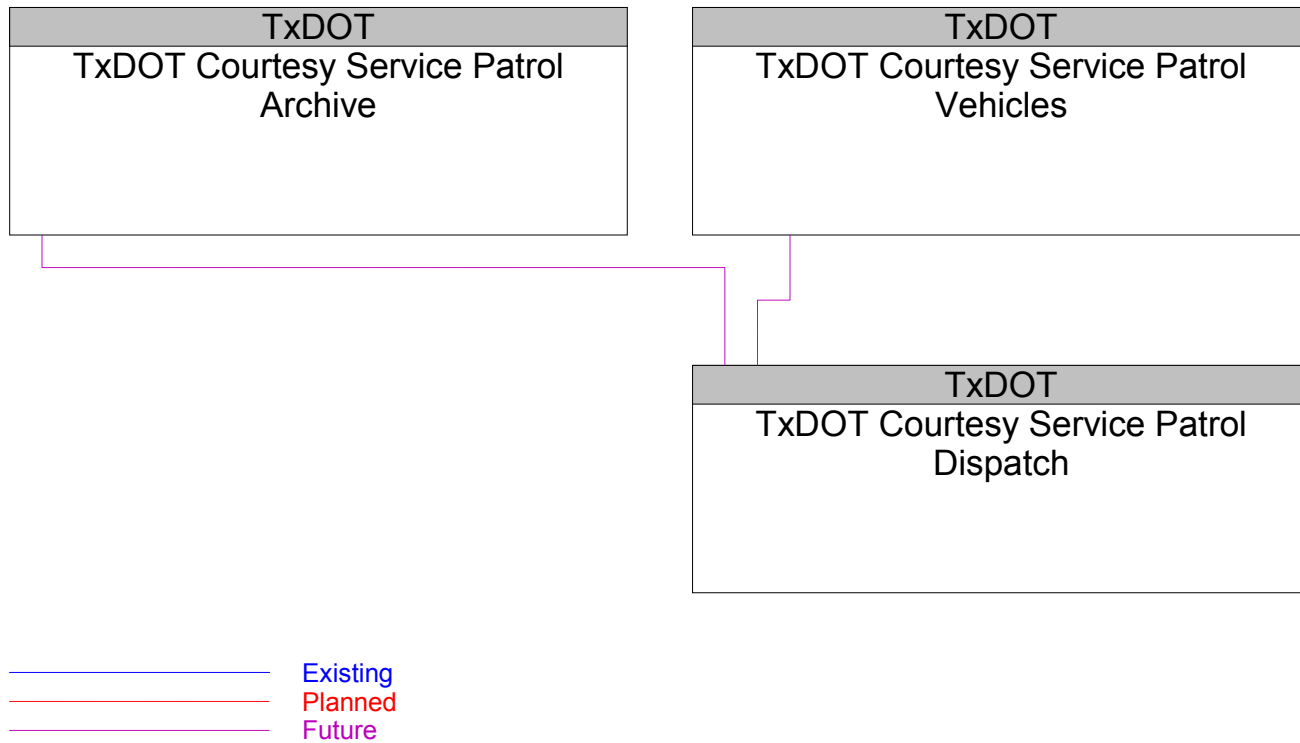 TxDOT
TxDOT Courtesy Service Patrol
Archive
TxDOT
TxDOT Courtesy Service Patrol
Vehicles
TxDOT
TxDOT Courtesy Service Patrol
Dispatch
Existing
Planned
Future